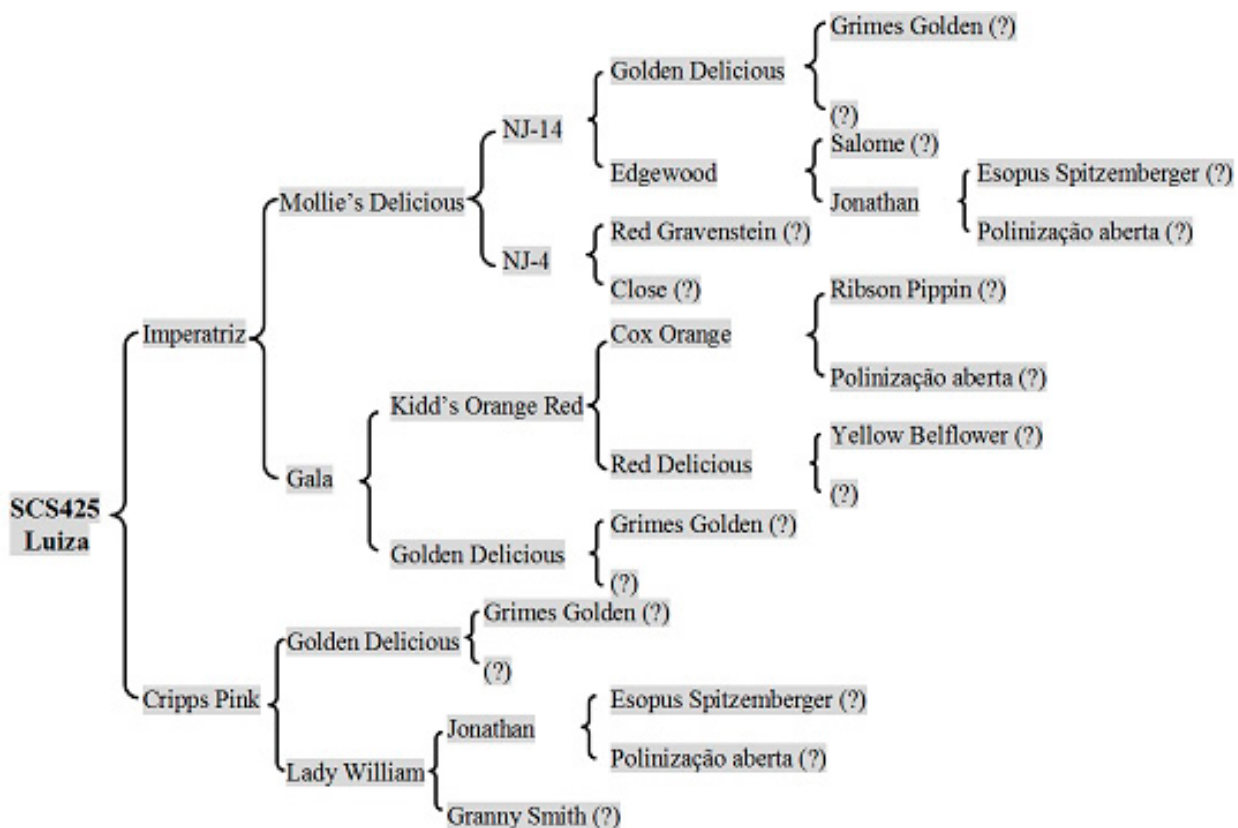 Grimes Golden (?)
Golden Delicious
(?)
NJ-14
Salome (?)
Edgewood
Esopus Spitzemberger (?)
Jonathan
Mollie's Delicious
Polinização aberta (?)
Red Gravenstein (?)
NJ-4
Close (?)
Ribson Pippin (?)
Imperatriz
Cox Orange
Polinização aberta (?)
Kidd's Orange Red
Yellow Belflower (?)
Red Delicious
Gala
(?)
SCS425
Luiza
Grimes Golden (?)
Golden Delicious
(?)
Grimes Golden (?)
Golden Delicious
(?)
Cripps Pink
Esopus Spitzemberger (?)
Jonathan
Polinização aberta (?)
Lady William
Granny Smith (?)